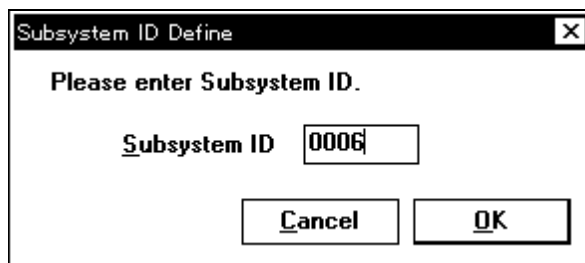 Subsystem ID Define
Please enter Subsystem ID.
Subsystem ID 0006
Cancel OK